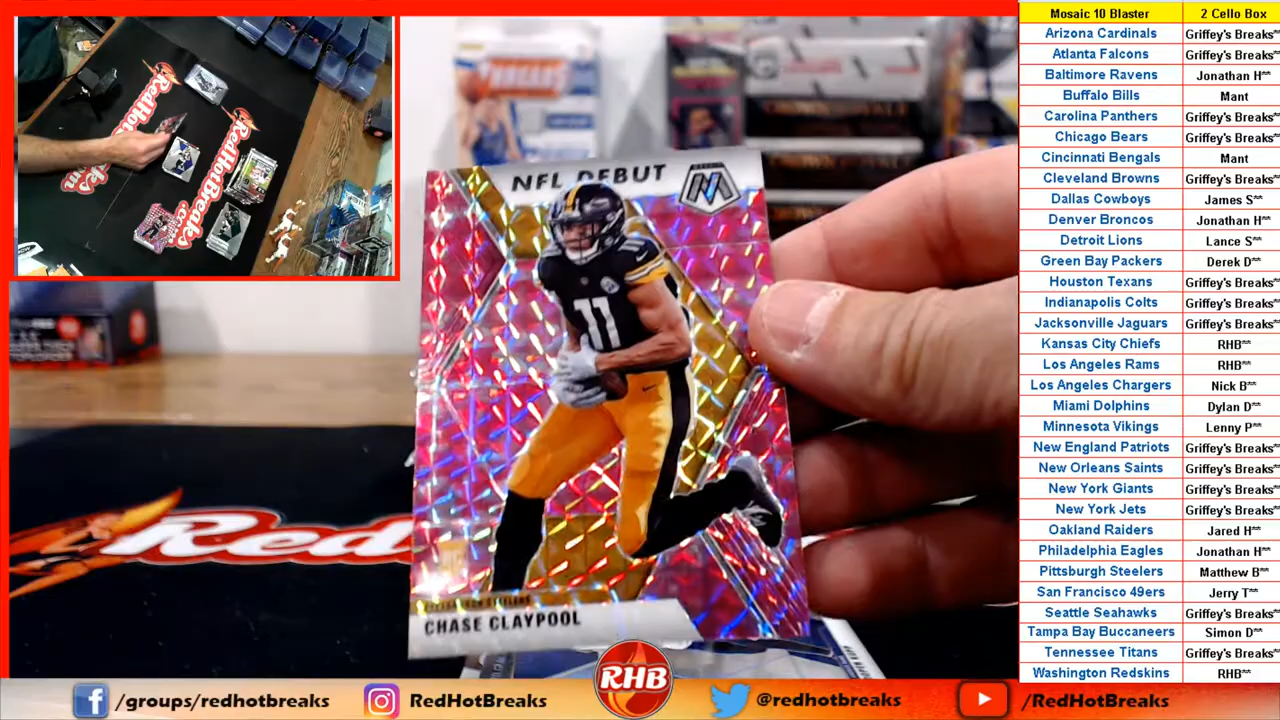 Mosaic 10 Blaster 2 Cello Box
Arizona Cardinals Griffey's Breaks**
Atlanta Falcons Griffey's Breaks**
Baltimore Ravens Jonathan H**
Buffalo Bills Mant
Carolina Panthers Griffey's Breaks**
Chicago Bears Griffey's Breaks**
Cincinnati Bengals Mant
Cleveland Browns Griffey's Breaks**
Dallas Cowboys James S**
Denver Broncos Jonathan H**
Detroit Lions Lance S**
Green Bay Packers Derek D**
Houston Texans Griffey's Breaks**
Indianapolis Colts Griffey's Breaks**
Jacksonville Jaguars Griffey's Breaks**
Kansas City Chiefs RHB**
Los Angeles Rams RHB**
Los Angeles Chargers Nick B**
Miami Dolphins Dylan D**
Minnesota Vikings Lenny P**
New England Patriots Griffey's Breaks**
New Orleans Saints Griffey's Breaks**
New York Giants Griffey's Breaks**
New York Jets Griffey's Breaks**
Oakland Raiders Jared H**
Philadelphia Eagles Jonathan H**
Pittsburgh Steelers Matthew B**
San Francisco 49ers Jerry T**
Seattle Seahawks Griffey's Breaks**
Tampa Bay Buccaneers Simon D**
Tennessee Titans Griffey's Breaks**
Washington Redskins RHB**
RedHotBreaks
.com
RedHotBreaks
THREADS
NFL DEBUT
11
11
PITTSBURGH STEELERS
CHASE CLAYPOOL
Red
RHB
/groups/redhotbreaks
RedHotBreaks
@redhotbreaks
/RedHotBreaks